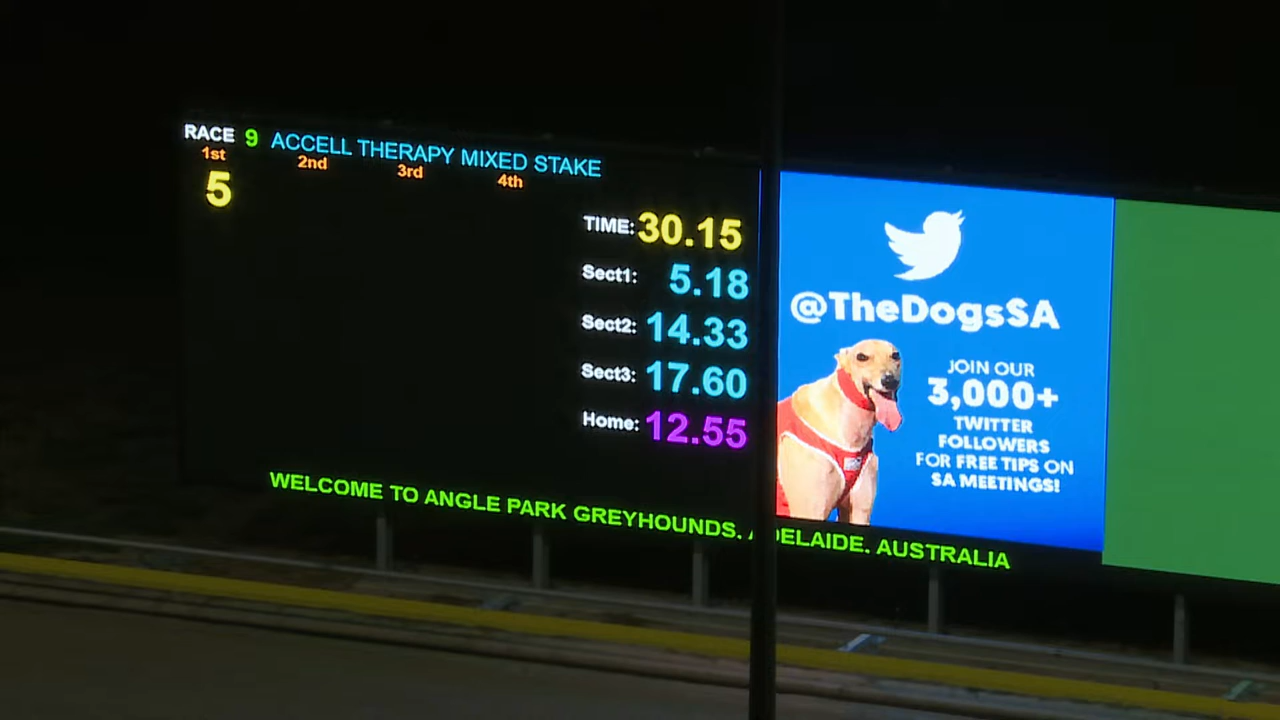 RACE 9 ACCELL THERAPY MIXED STAKE
1st 2nd 3rd 4th
5
TIME: 30.15
Sect1: 5.18
Sect2: 14.33
Sect3: 17.60
Home: 12.55
@TheDogsSA
JOIN OUR
3,000+
TWITTER
FOLLOWERS
FOR FREE TIPS ON
SA MEETINGS!
WELCOME TO ANGLE PARK GREYHOUNDS. ADELAIDE. AUSTRALIA